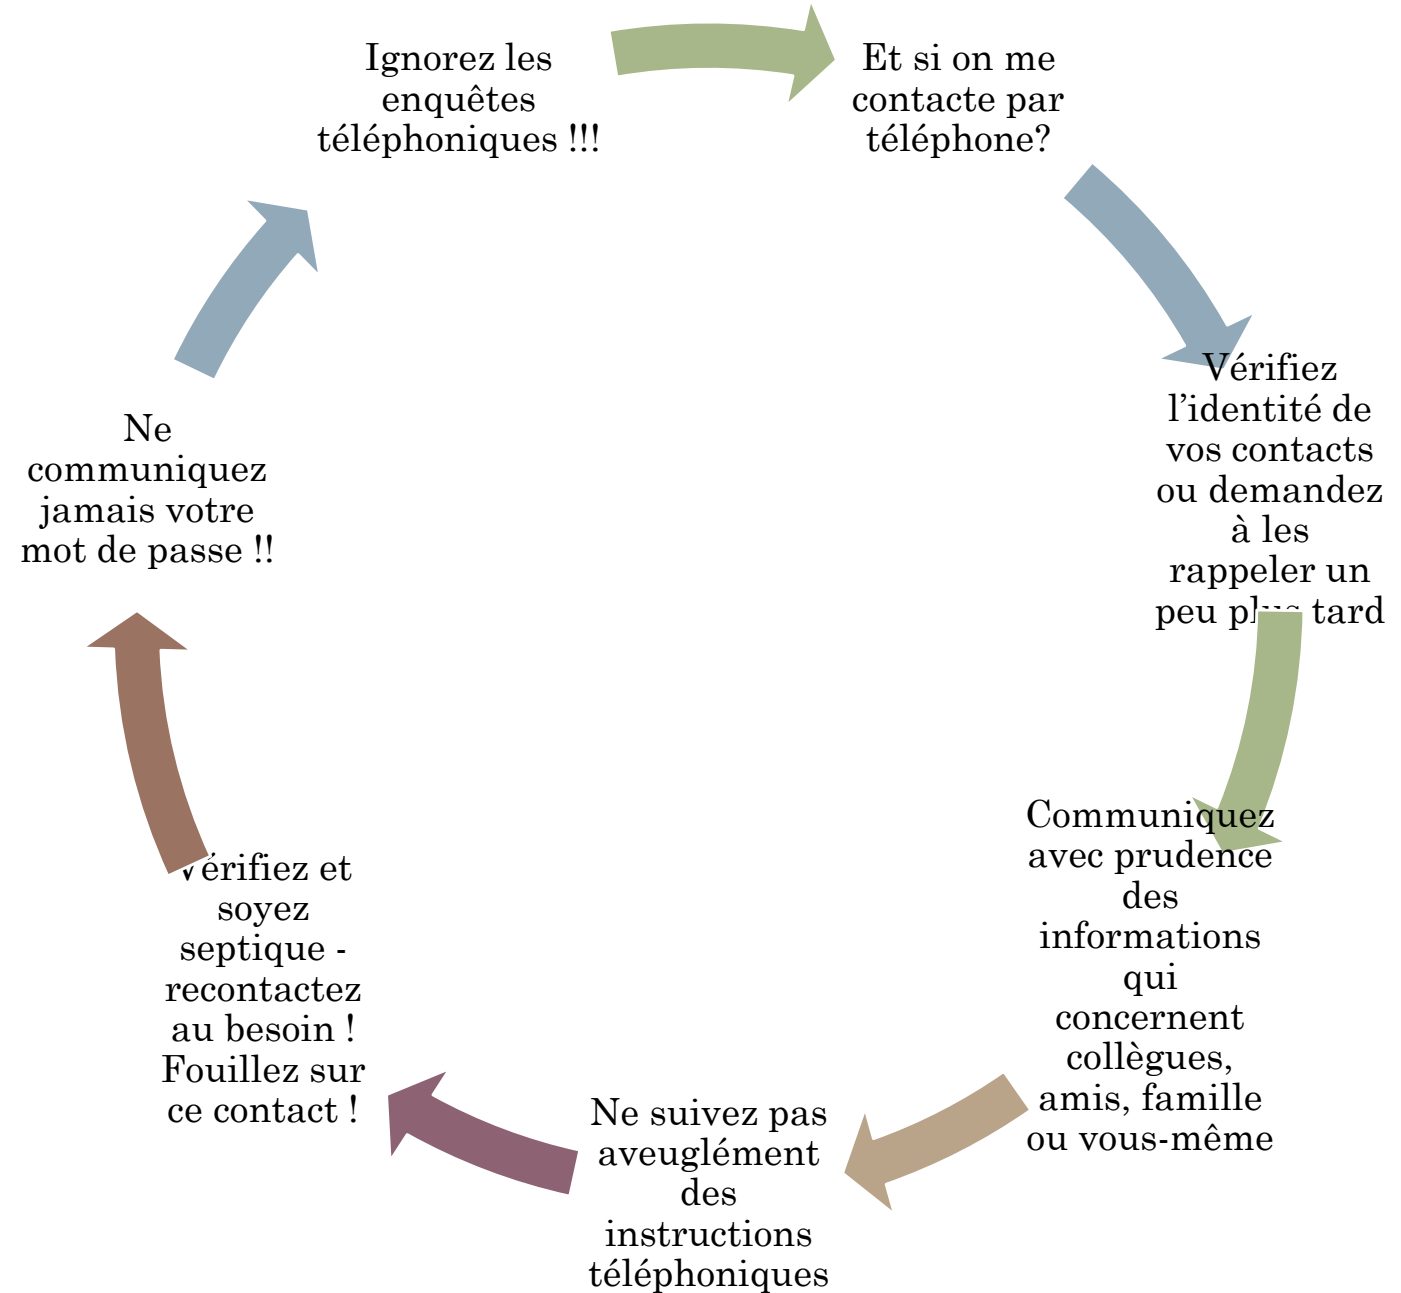 Et si on me
contacte par
téléphone?
Vérifiez
l’identité de
vos contacts
ou demandez
à les
rappeler un
peu plus tard
Communiquez
avec prudence
des
informations
qui
concernent
collègues,
amis, famille
ou vous-même
Ne suivez pas
aveuglément
des
instructions
téléphoniques
Vérifiez et
soyez
septique -
recontactez
au besoin !
Fouillez sur
ce contact !
Ne
communiquez
jamais votre
mot de passe !!
Ignorez les
enquêtes
téléphoniques !!!